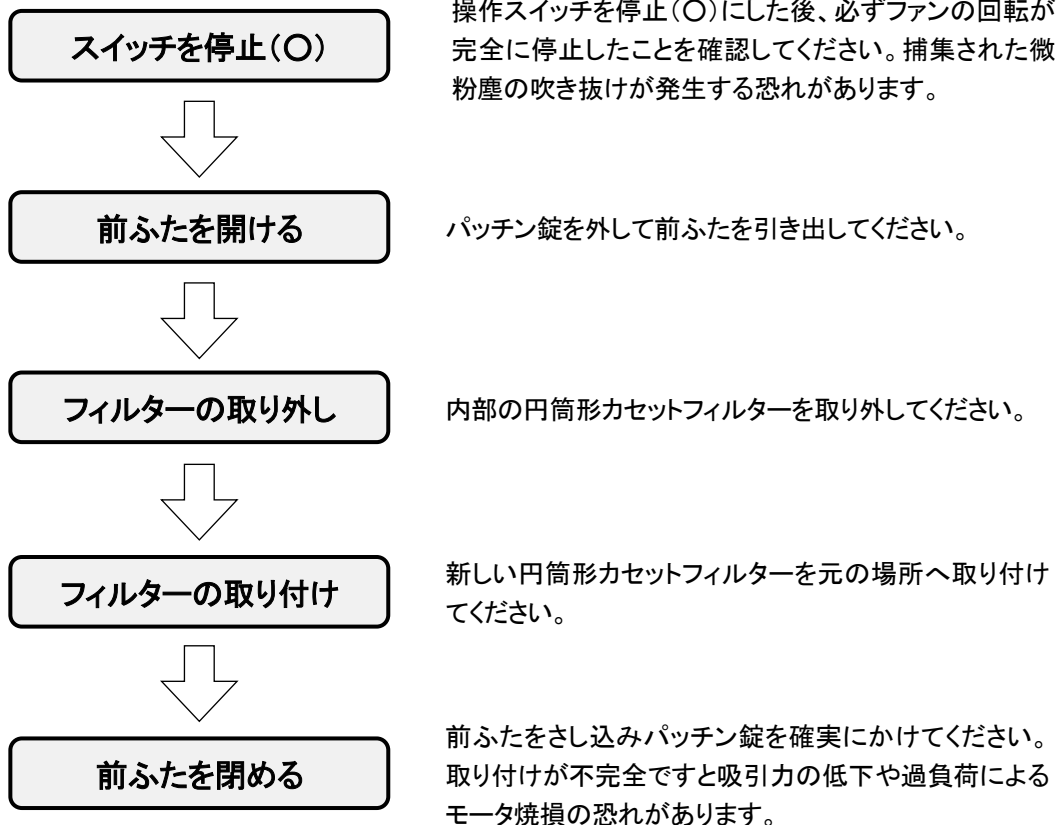 スイッチを停止(〇)
操作スイッチを停止(〇)にした後、必ずファンの回転が
完全に停止したことを確認してください。捕集された微
粉塵の吹き抜けが発生する恐れがあります。
前ふたを開ける
パッチン錠を外して前ふたを引き出してください。
フィルターの取り外し
内部の円筒形カセットフィルターを取り外してください。
フィルターの取り付け
新しい円筒形カセットフィルターを元の場所へ取り付け
てください。
前ふたを閉める
前ふたをさし込みパッチン錠を確実にかけてください。
取り付けが不完全ですと吸引力の低下や過負荷による
モータ焼損の恐れがあります。